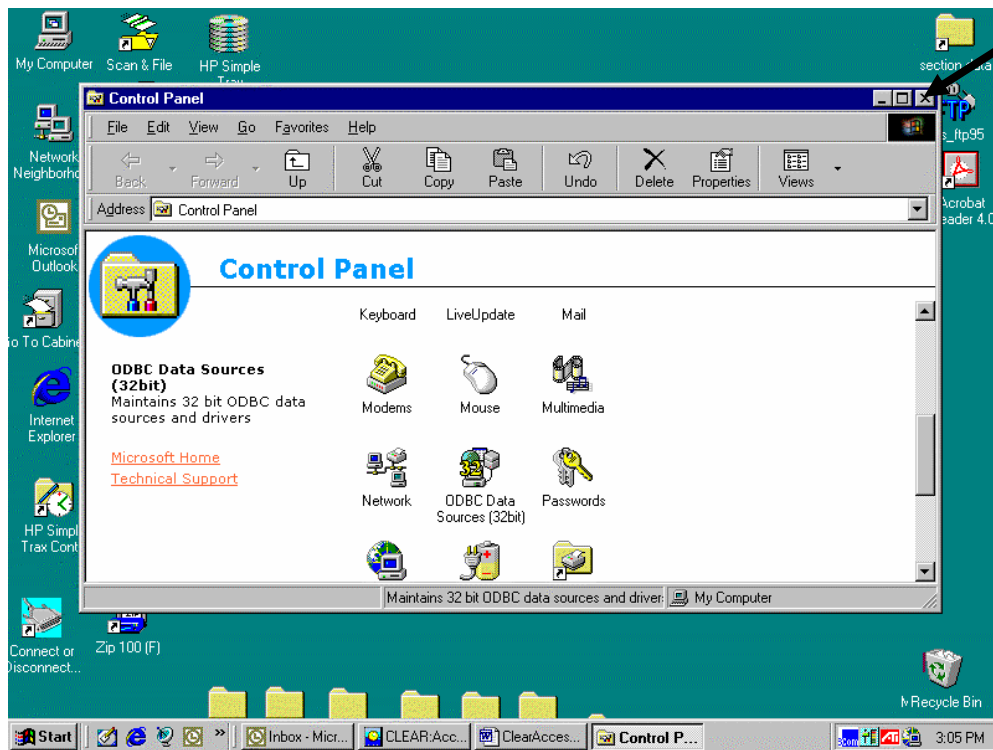 My Computer
Scan & File
HP Simple
section data
Control Panel
File Edit View Go Favorites Help
Back Forward Up Cut Copy Paste Undo Delete Properties Views
Address Control Panel
Network
Neighborho
Microsof
Outlook
Go To Cabine
Internet
Explorer
HP Simpl
Trax Cont
Connect or
Disconnect...
Zip 100 (F)
s_ftp95
Acrobat
eader 4.0
Control Panel
Keyboard LiveUpdate Mail
ODBC Data Sources
(32bit)
Maintains 32 bit ODBC data
sources and drivers
Microsoft Home
Technical Support
Modems Mouse Multimedia
Network ODBC Data
Sources (32bit) Passwords
32
Maintains 32 bit ODBC data sources and driver: My Computer
Recycle Bin
Start » Inbox - Micr... CLEAR:Acc... ClearAcces... Control P... 3:05 PM